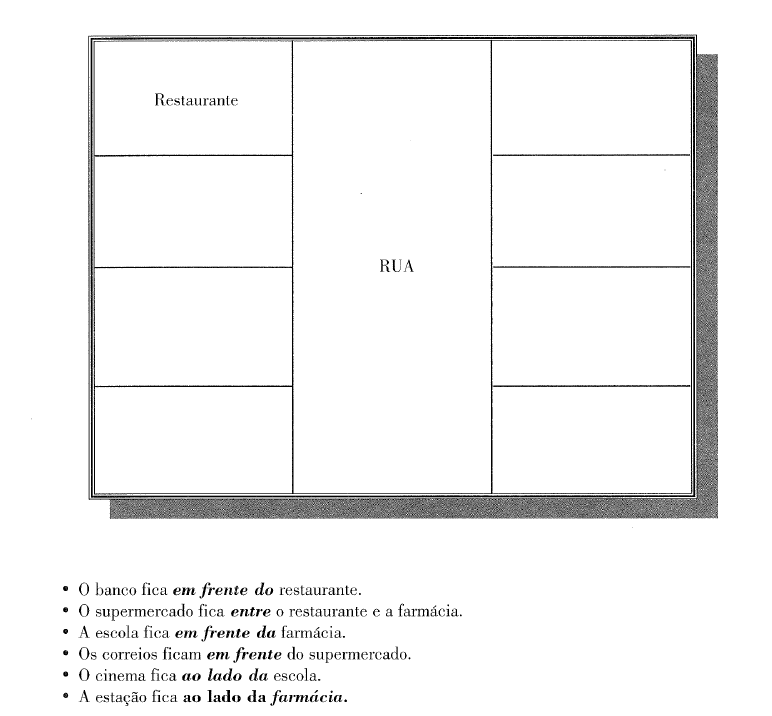 Restaurante
RUA
• O banco fica em frente do restaurante.
• O supermercado fica entre o restaurante e a farmácia.
• A escola fica em frente da farmácia.
• Os correios ficam em frente do supermercado.
• O cinema fica ao lado da escola.
• A estação fica ao lado da farmácia.